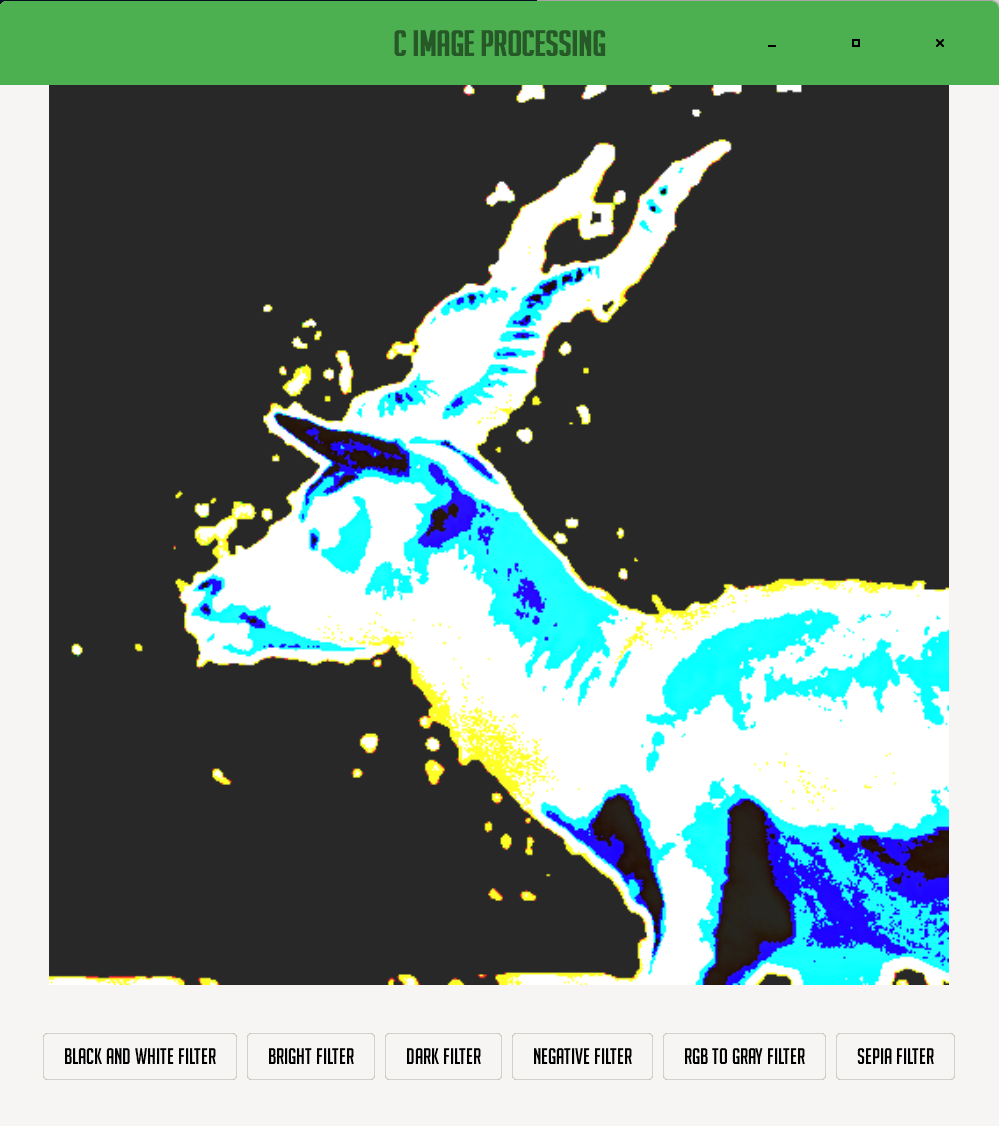 C IMAGE PROCESSING
BLACK AND WHITE FILTER
BRIGHT FILTER
DARK FILTER
NEGATIVE FILTER
RGB TO GRAY FILTER
SEPIA FILTER